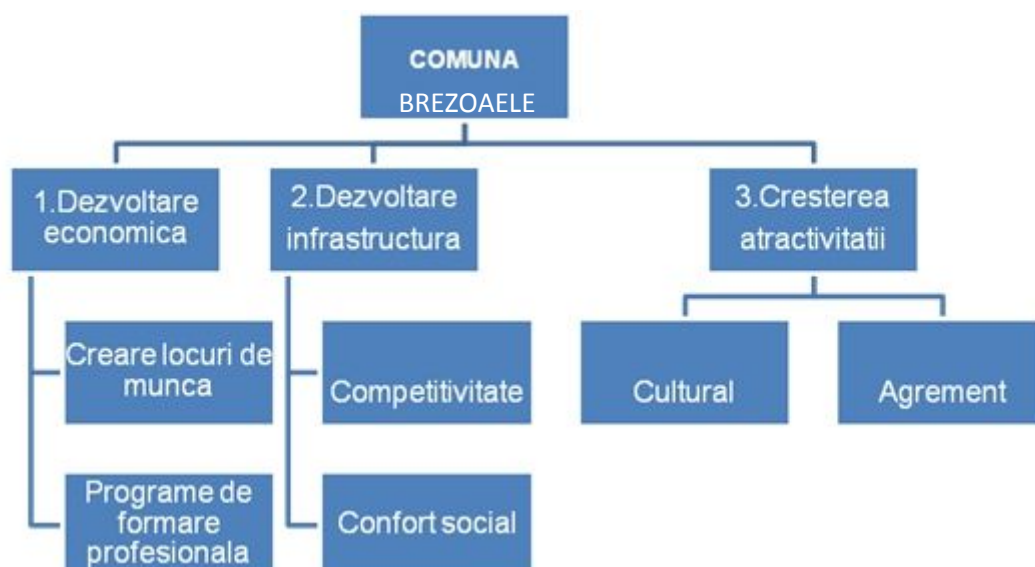 COMUNA
BREZOAELE
1.Dezvoltare
economica
2.Dezvoltare
infrastructura
3.Cresterea
atractivitatii
Creare locuri de
munca
Competitivitate
Cultural
Agrement
Programe de
formare
profesionala
Confort social